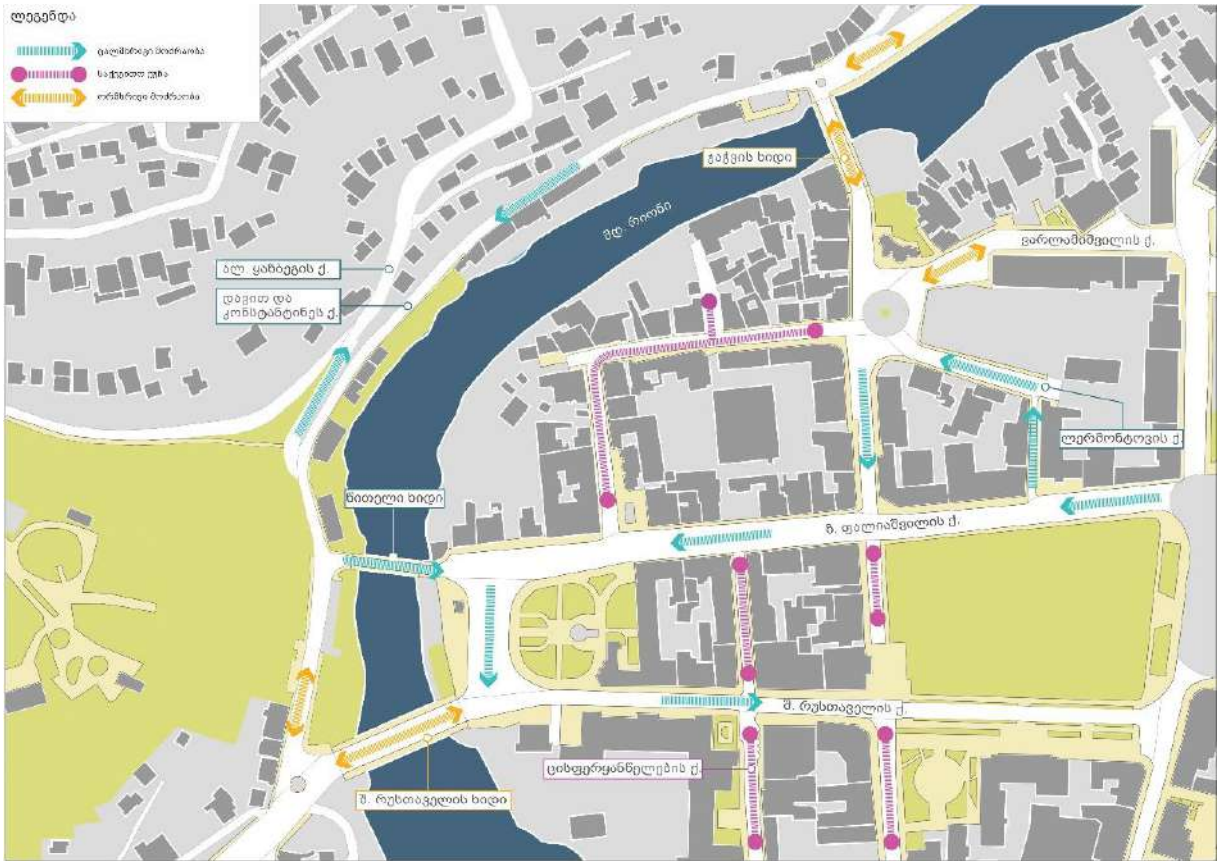 ლეგენდა
ცალმხრივი მოძრაობა
საქვეითო ქუჩა
ორმხრივი მოძრაობა
ჯაჭვის ხიდი
მდ. რიონი
ვარლამიშვილის ქ.
ალ. ყაზბეგის ქ.
დავით და
კონსტანტინეს ქ.
ლერმონტოვის ქ.
წითელი ხიდი
ზ. ფალიაშვილის ქ.
შ. რუსთაველის ქ.
ცისფერყანწელების ქ.
შ. რუსთაველის ხიდი